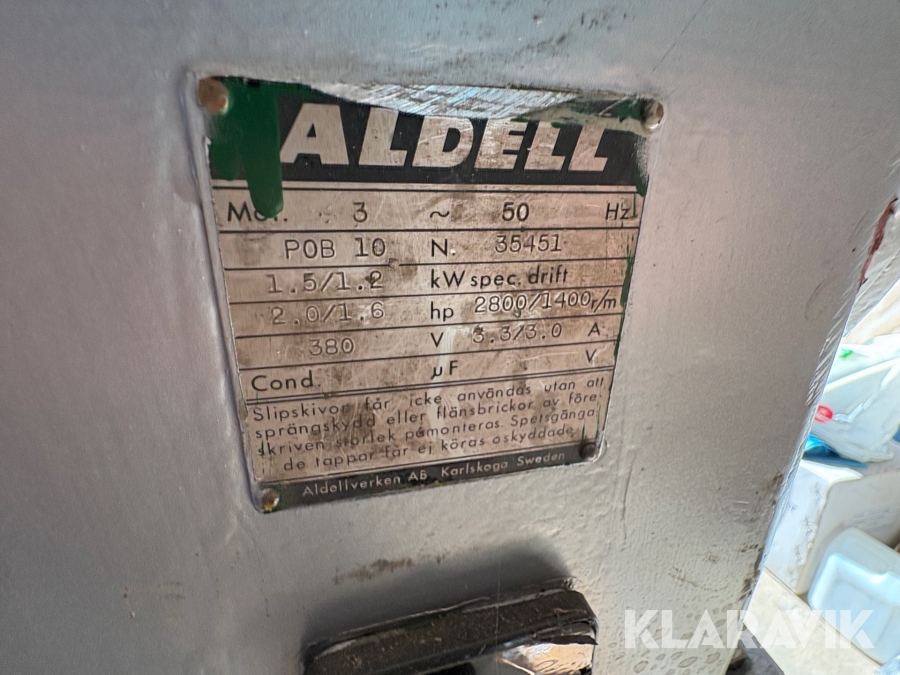 ALDELL
Mot. 3 ~ 50 Hz
POB 10 N. 35451
1.5/1.2 kW spec. drift
2.0/1.6 hp 2800/1400 r/m
380 V 3.3/3.0 A
Cond. µF V
Slipskivor får icke användas utan att
sprängskydd eller flänsbrickor av före-
skriven storlek påmonteras. Spetsgänga-
de tappar får ej köras oskyddade.
Aldellverken AB. Karlskoga Sweden
KLARAVIK